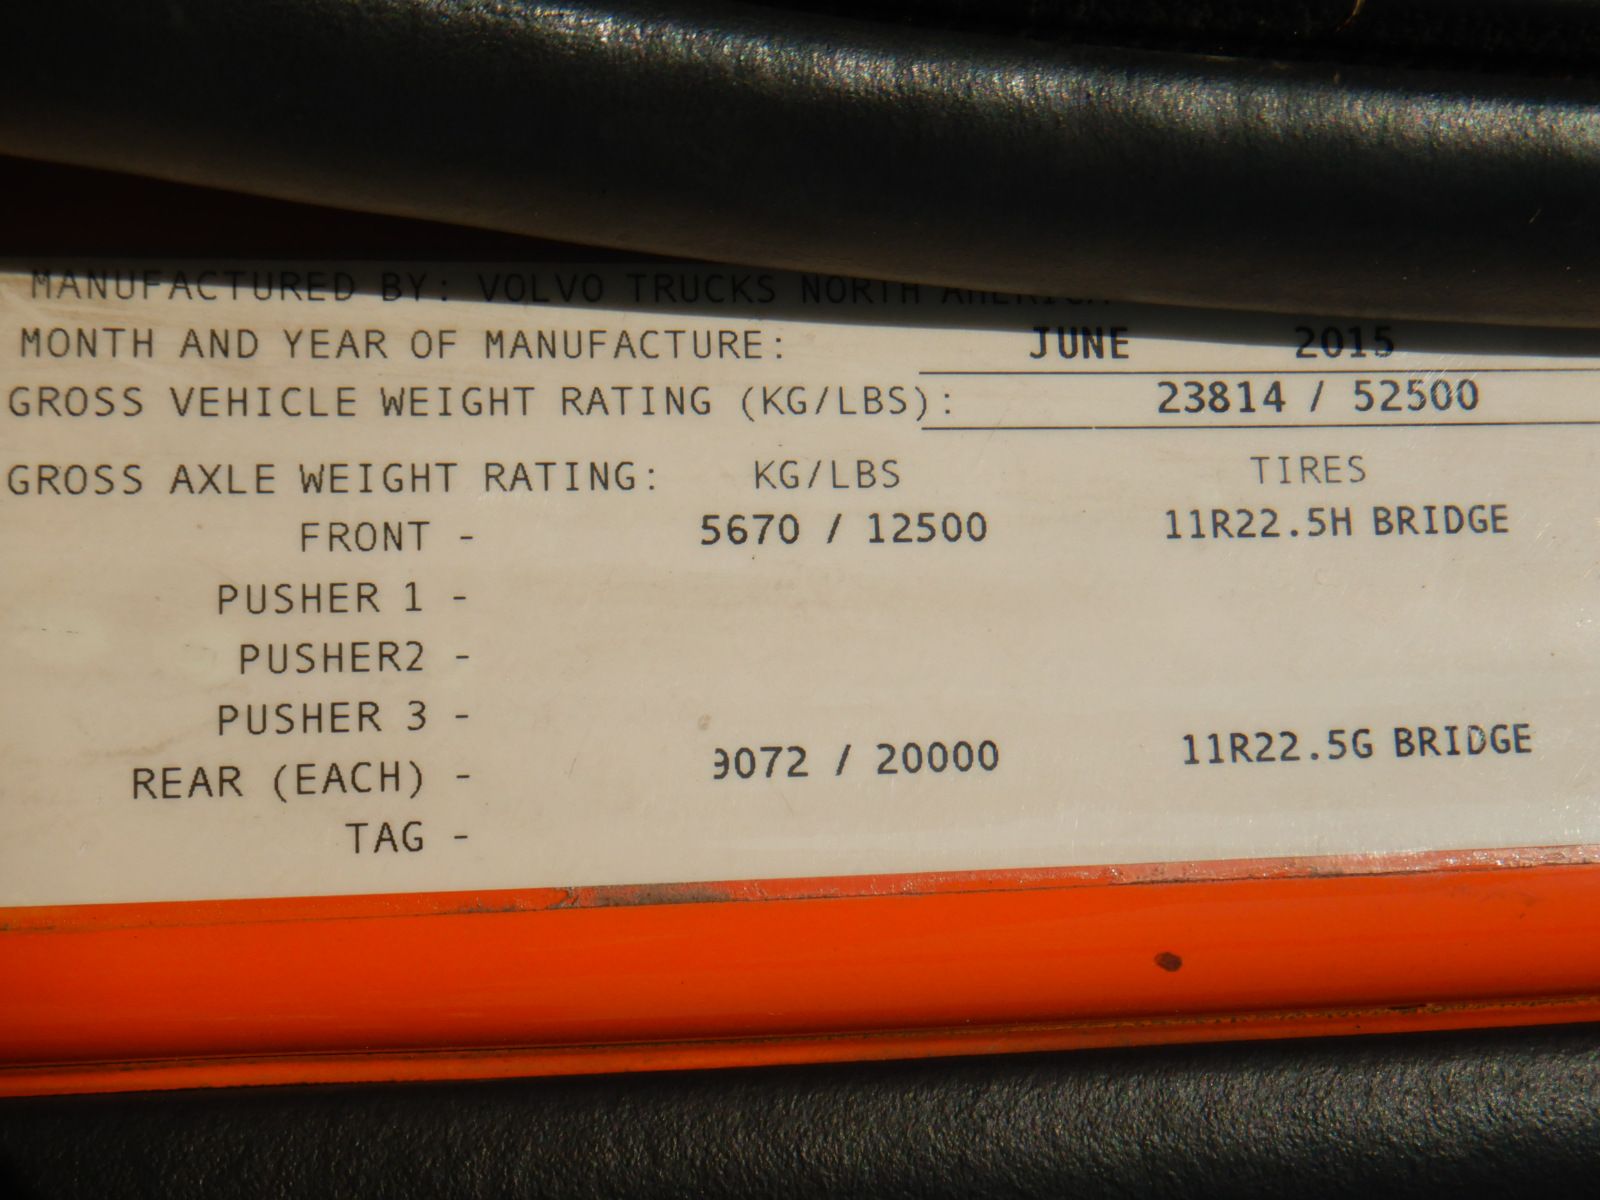 MANUFACTURED BY: VOLVO TRUCKS NORTH AMERICA
MONTH AND YEAR OF MANUFACTURE: JUNE 2015
GROSS VEHICLE WEIGHT RATING (KG/LBS): 23814 / 52500
GROSS AXLE WEIGHT RATING: KG/LBS TIRES
FRONT - 5670 / 12500 11R22.5H BRIDGE
PUSHER 1 -
PUSHER2 -
PUSHER 3 -
REAR (EACH) - 9072 / 20000 11R22.5G BRIDGE
TAG -